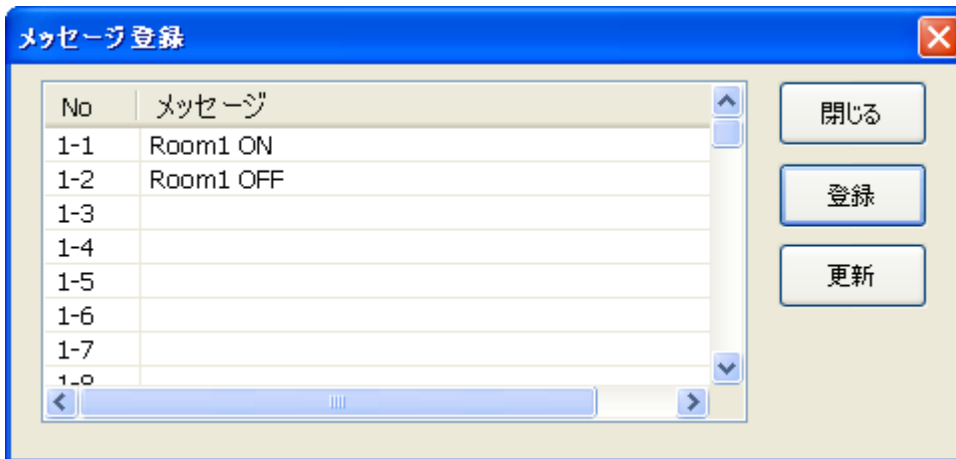 メッセージ登録
No メッセージ
1-1 Room1 ON
1-2 Room1 OFF
1-3
1-4
1-5
1-6
1-7
閉じる
登録
更新